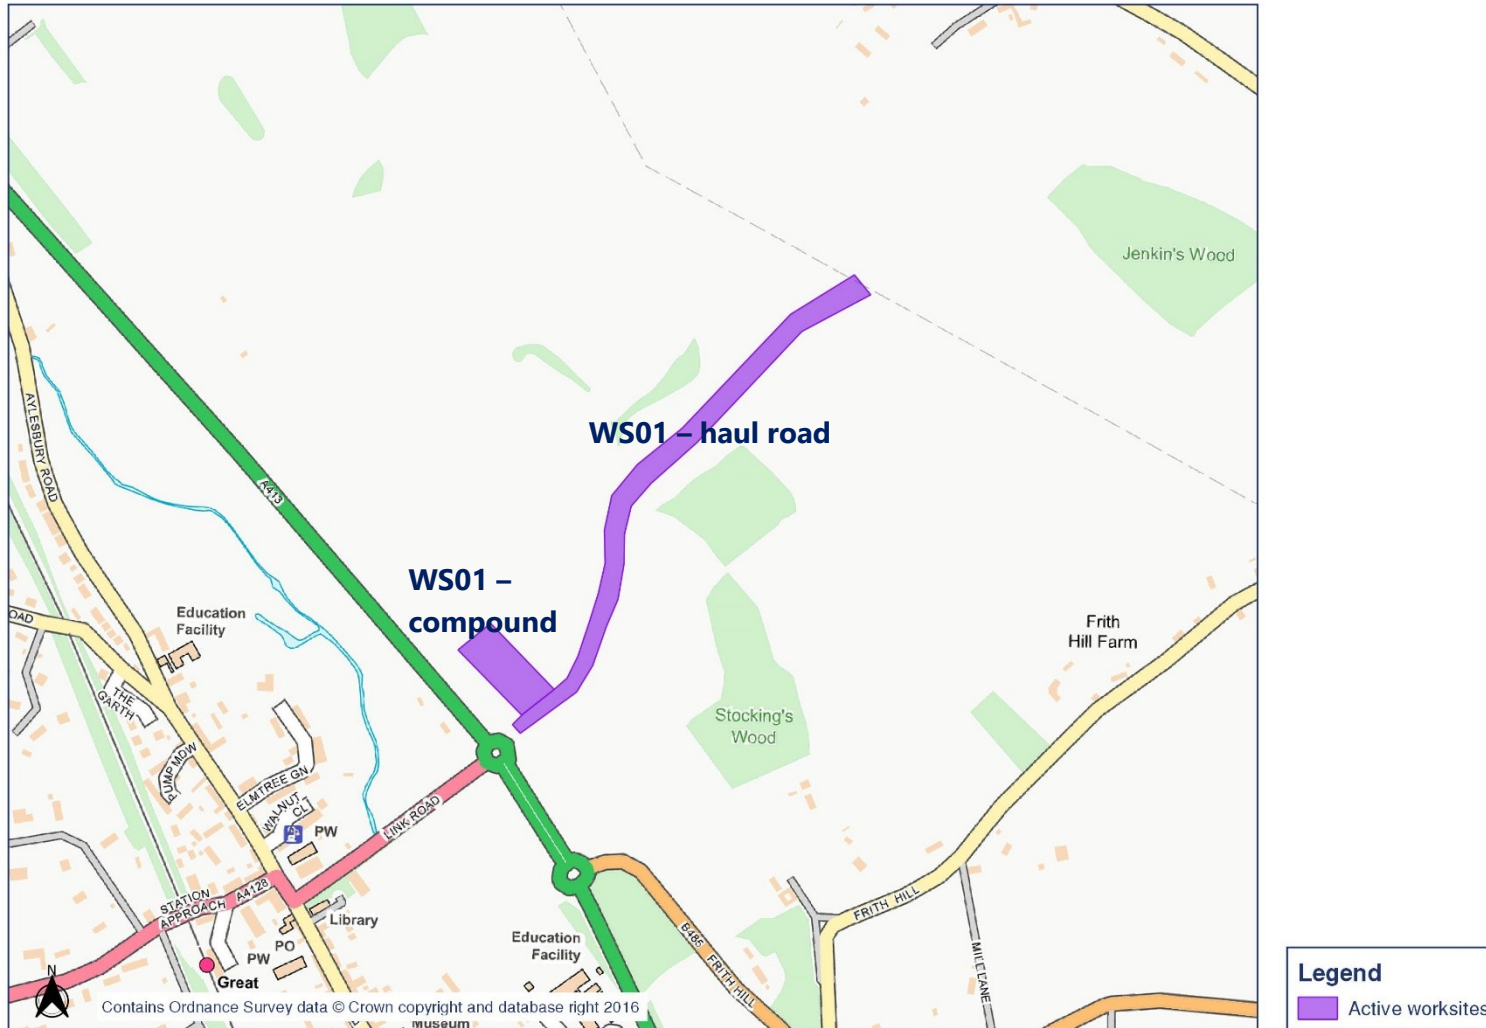 Jenkin's Wood
WS01 – haul road
AYLESBURY ROAD
A413
WS01 –
compound
Education
Facility
OAD
Frith
Hill Farm
THE
GARTH
Stocking's
Wood
PUMP MDW
ELMTREE GN
WALNUT
CL
PW
LINK ROAD
STATION
APPROACH A4128
Library
FRITH HILL
PO
PW
Education
Facility
B485 FRITH HILL
MILL LANE
N
Great
Contains Ordnance Survey data © Crown copyright and database right 2016
Museum
Legend
Active worksites